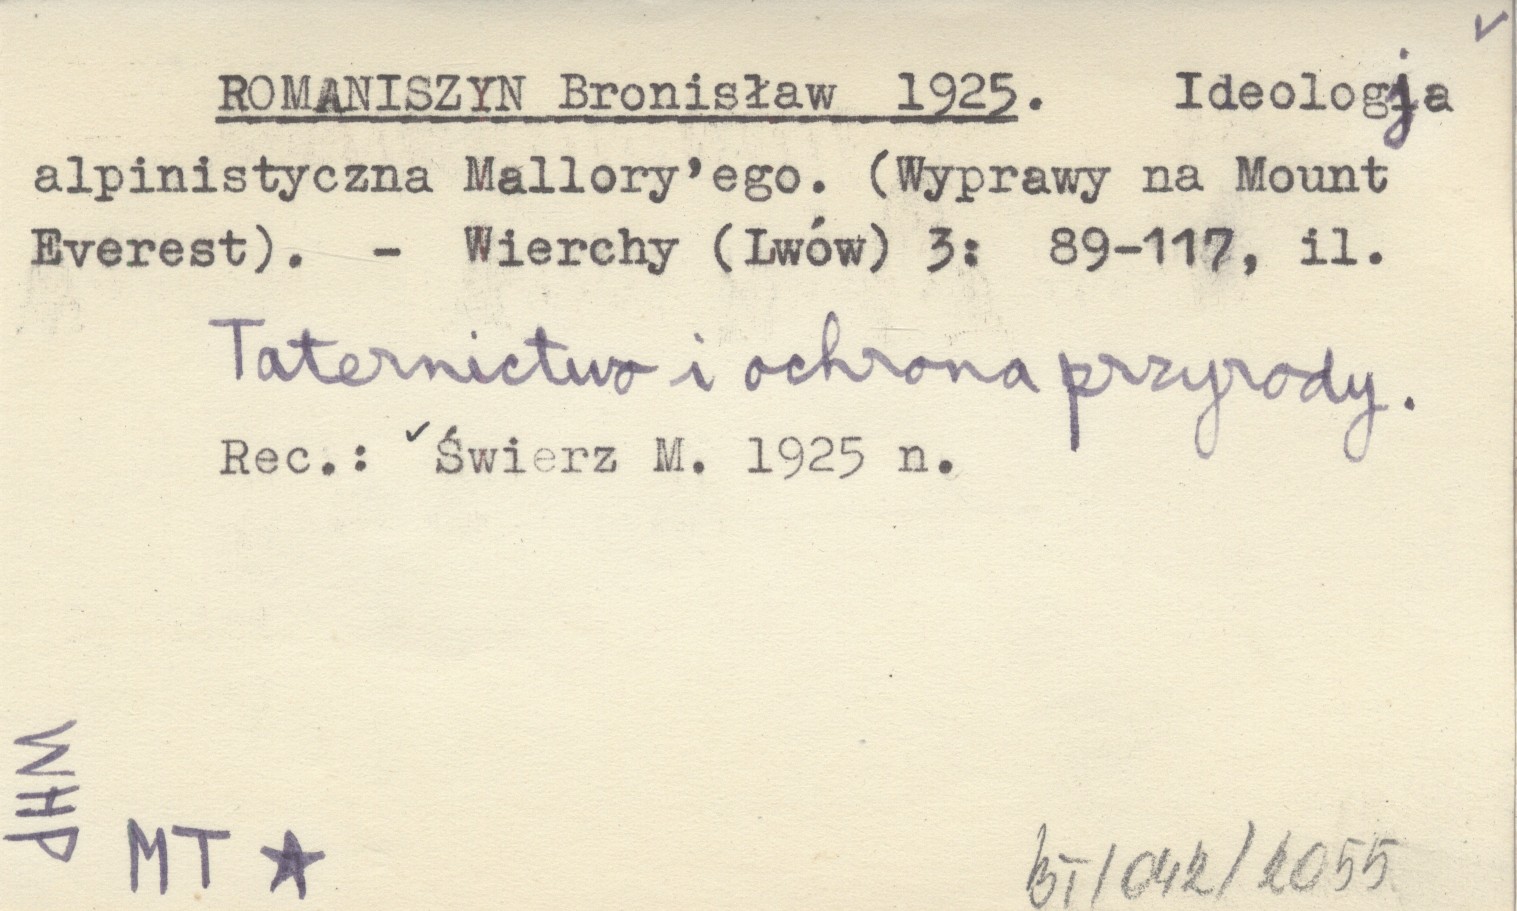 ROMANISZYN Bronisław 1925. Ideologja
alpinistyczna Mallory'ego. (Wyprawy na Mount
Everest). - Wierchy (Lwów) 3: 89-117, il.
Taternictwo i ochrona przyrody.
Rec.: ✓Świerz M. 1925 n.
WHP
MT ★
BI/042/2055